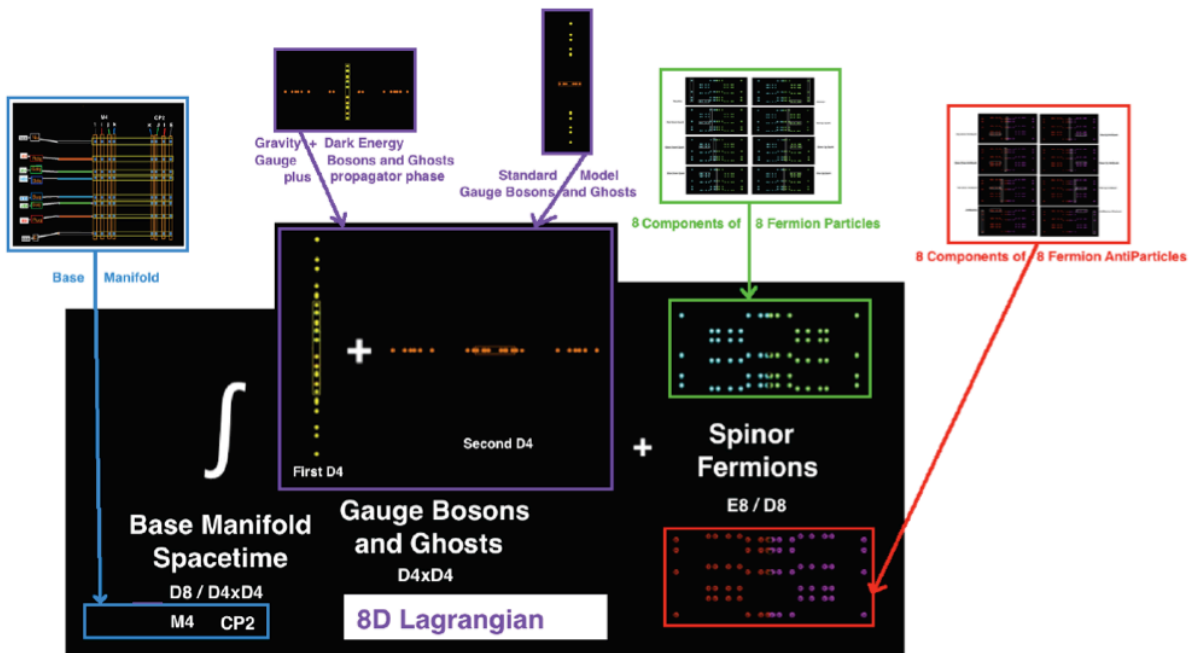 M4
CP2
Gravity + Dark Energy
Gauge Bosons and Ghosts
plus propagator phase
Standard Model
Gauge Bosons and Ghosts
8 Components of 8 Fermion Particles
8 Components of 8 Fermion AntiParticles
Base Manifold
+
∫
First D4
Second D4
+
Spinor
Fermions
E8 / D8
Base Manifold
Spacetime
D8 / D4xD4
M4 CP2
Gauge Bosons
and Ghosts
D4xD4
8D Lagrangian